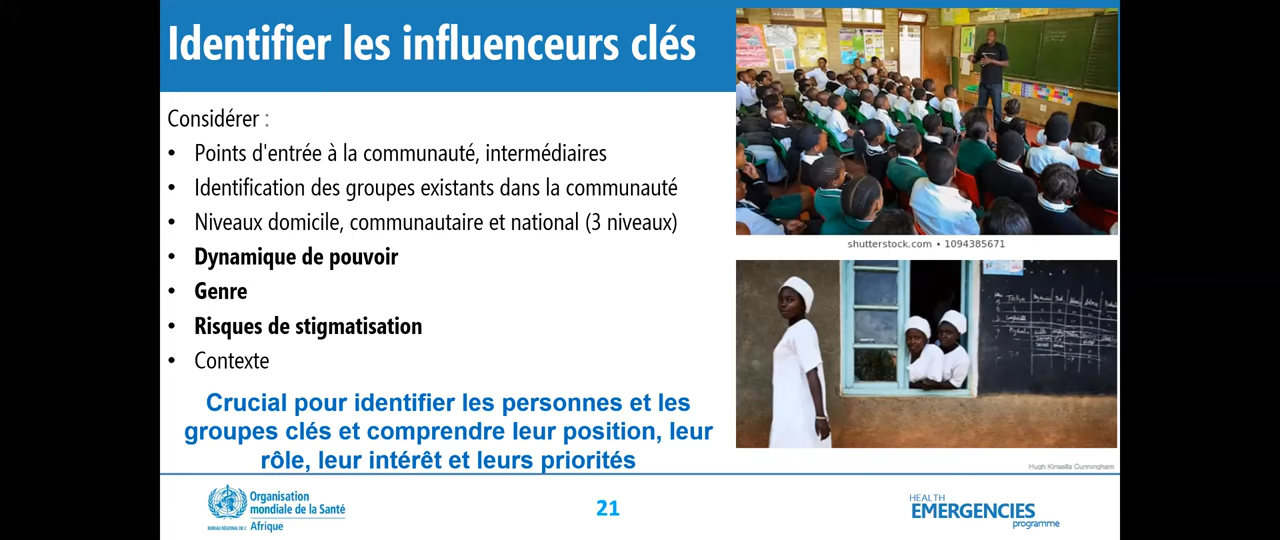 Identifier les influenceurs clés
Considérer :
• Points d'entrée à la communauté, intermédiaires
• Identification des groupes existants dans la communauté
• Niveaux domicile, communautaire et national (3 niveaux)
• Dynamique de pouvoir
• Genre
• Risques de stigmatisation
• Contexte
Crucial pour identifier les personnes et les
groupes clés et comprendre leur position, leur
rôle, leur intérêt et leurs priorités
shutterstock.com • 1094385671
Hugh Kinsella Cunningham
Organisation
mondiale de la Santé
BUREAU RÉGIONAL DE L' Afrique
21
HEALTH
EMERGENCIES
programme